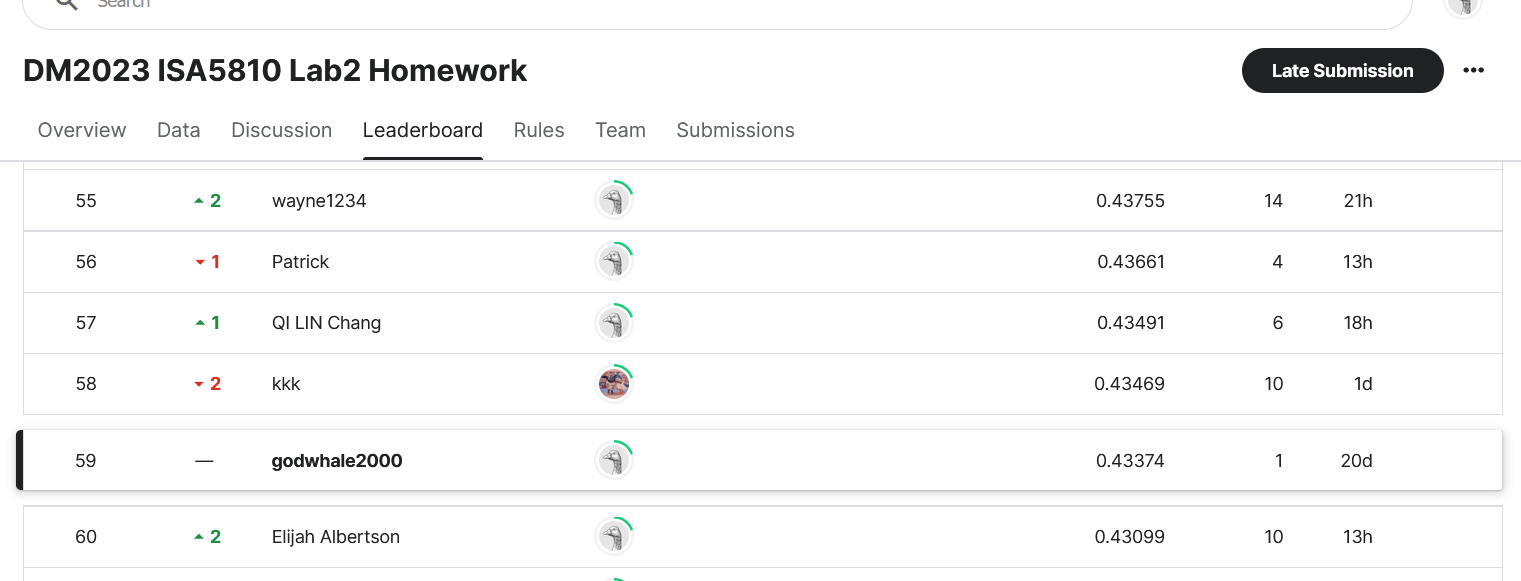 Search
DM2023 ISA5810 Lab2 Homework
Late Submission
Overview Data Discussion Leaderboard Rules Team Submissions
55 2 wayne1234 0.43755 14 21h
56 1 Patrick 0.43661 4 13h
57 1 QI LIN Chang 0.43491 6 18h
58 2 kkk 0.43469 10 1d
59 — godwhale2000 0.43374 1 20d
60 2 Elijah Albertson 0.43099 10 13h